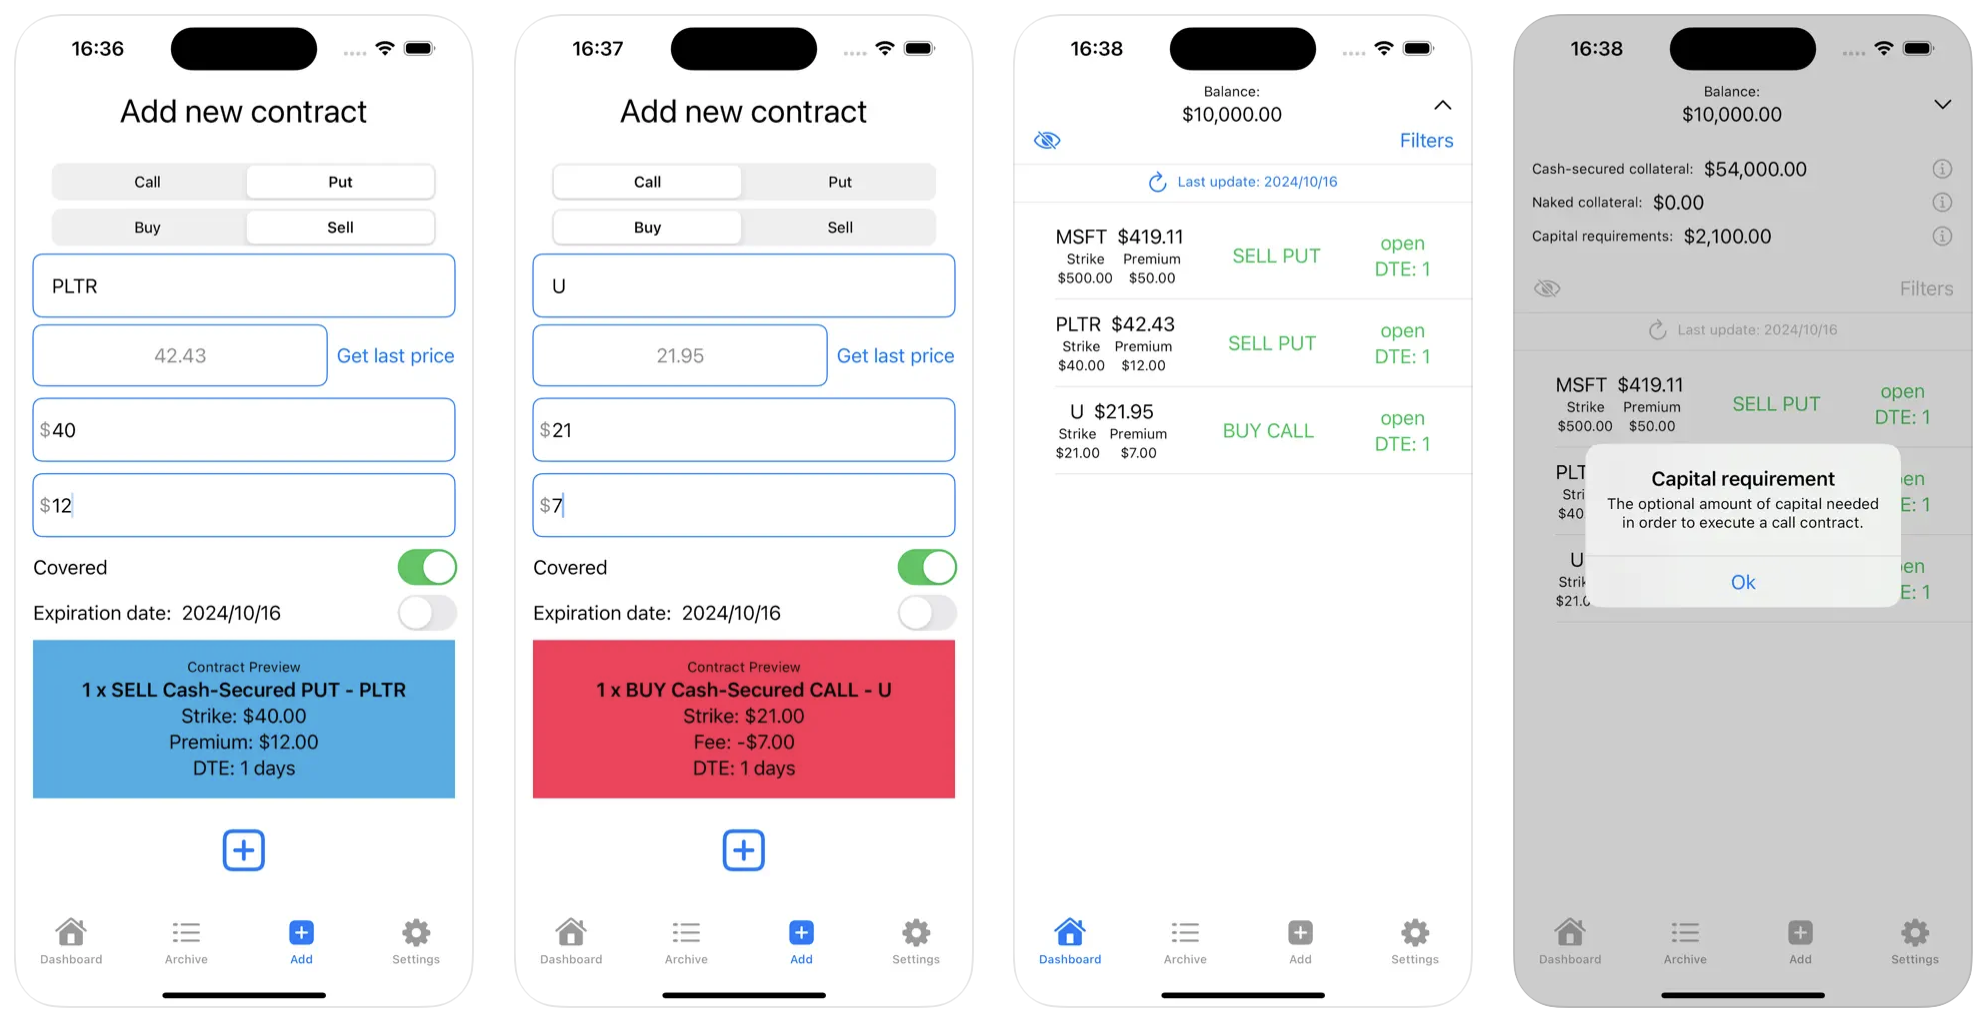 16:36
Add new contract
Call Put
Buy Sell
PLTR
42.43 Get last price
$40
$12
Covered
Expiration date: 2024/10/16
Contract Preview
1 x SELL Cash-Secured PUT - PLTR
Strike: $40.00
Premium: $12.00
DTE: 1 days
Dashboard Archive Add Settings
16:37
Add new contract
Call Put
Buy Sell
U
21.95 Get last price
$21
$7
Covered
Expiration date: 2024/10/16
Contract Preview
1 x BUY Cash-Secured CALL - U
Strike: $21.00
Fee: -$7.00
DTE: 1 days
Dashboard Archive Add Settings
16:38
Balance:
$10,000.00
Filters
Last update: 2024/10/16
MSFT $419.11
Strike Premium
$500.00 $50.00
SELL PUT
open
DTE: 1
PLTR $42.43
Strike Premium
$40.00 $12.00
SELL PUT
open
DTE: 1
U $21.95
Strike Premium
$21.00 $7.00
BUY CALL
open
DTE: 1
Dashboard Archive Add Settings
16:38
Balance:
$10,000.00
Cash-secured collateral: $54,000.00
Naked collateral: $0.00
Capital requirements: $2,100.00
Filters
Last update: 2024/10/16
MSFT $419.11
Strike Premium
$500.00 $50.00
SELL PUT
open
DTE: 1
Capital requirement
The optional amount of capital needed
in order to execute a call contract.
Ok
U
Dashboard Archive Add Settings